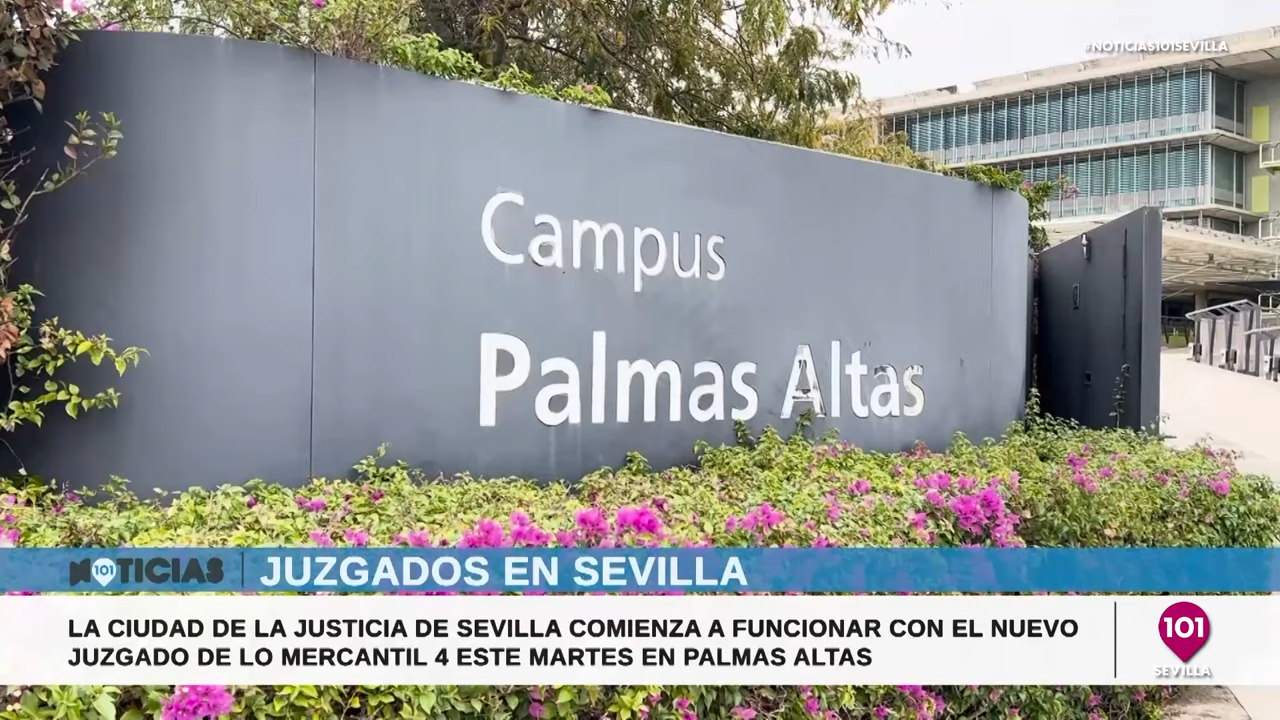 #NOTICIAS101SEVILLA
Campus
Palmas Altas
NOTICIAS 101
JUZGADOS EN SEVILLA
LA CIUDAD DE LA JUSTICIA DE SEVILLA COMIENZA A FUNCIONAR CON EL NUEVO
JUZGADO DE LO MERCANTIL 4 ESTE MARTES EN PALMAS ALTAS
101
SEVILLA